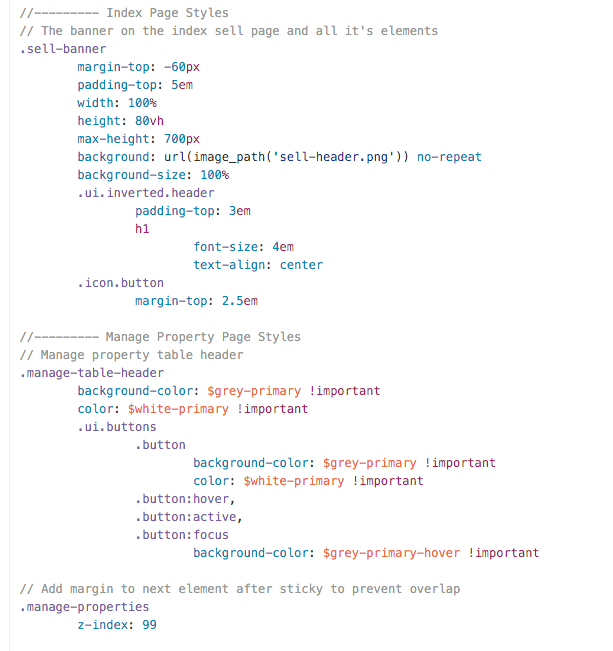 //--------- Index Page Styles
// The banner on the index sell page and all it's elements
.sell-banner
margin-top: -60px
padding-top: 5em
width: 100%
height: 80vh
max-height: 700px
background: url(image_path('sell-header.png')) no-repeat
background-size: 100%
.ui.inverted.header
padding-top: 3em
h1
font-size: 4em
text-align: center
.icon.button
margin-top: 2.5em
//--------- Manage Property Page Styles
// Manage property table header
.manage-table-header
background-color: $grey-primary !important
color: $white-primary !important
.ui.buttons
.button
background-color: $grey-primary !important
color: $white-primary !important
.button:hover,
.button:active,
.button:focus
background-color: $grey-primary-hover !important
// Add margin to next element after sticky to prevent overlap
.manage-properties
z-index: 99